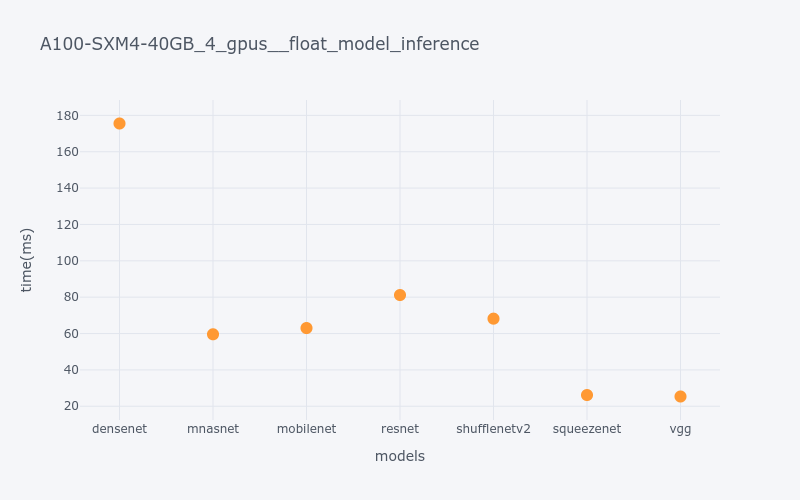 A100-SXM4-40GB_4_gpus__float_model_inference
time(ms)
180
160
140
120
100
80
60
40
20
densenet mnasnet mobilenet resnet shufflenetv2 squeezenet vgg
models